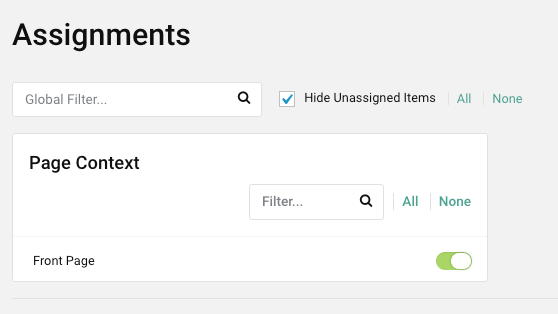 Assignments
Global Filter... Hide Unassigned Items All None
Page Context
Filter... All None
Front Page